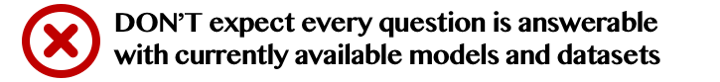 DON’T expect every question is answerable
with currently available models and datasets